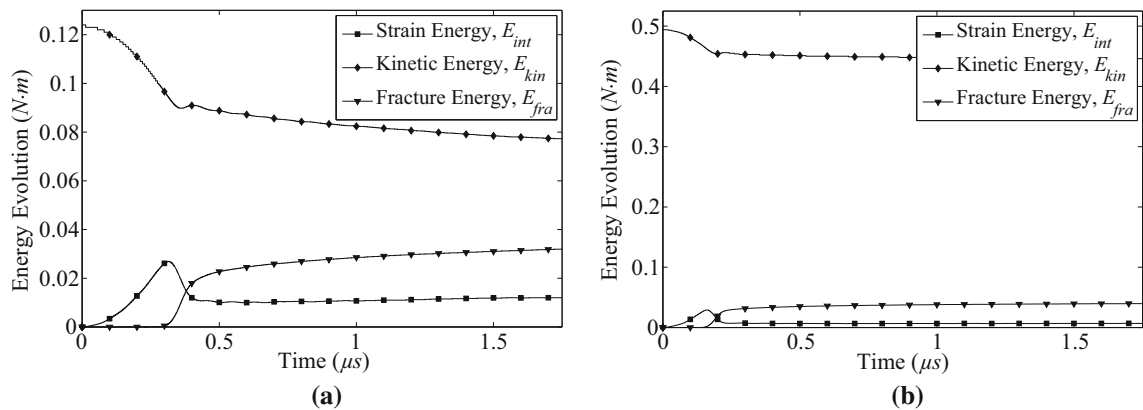 0.12
0.1
0.08
0.06
0.04
0.02
0
Energy Evolution (N·m)
Strain Energy, E_int
Kinetic Energy, E_kin
Fracture Energy, E_fra
0 0.5 1 1.5
Time (μs)
(a)
0.5
0.4
0.3
0.2
0.1
0
Energy Evolution (N·m)
Strain Energy, E_int
Kinetic Energy, E_kin
Fracture Energy, E_fra
0 0.5 1 1.5
Time (μs)
(b)